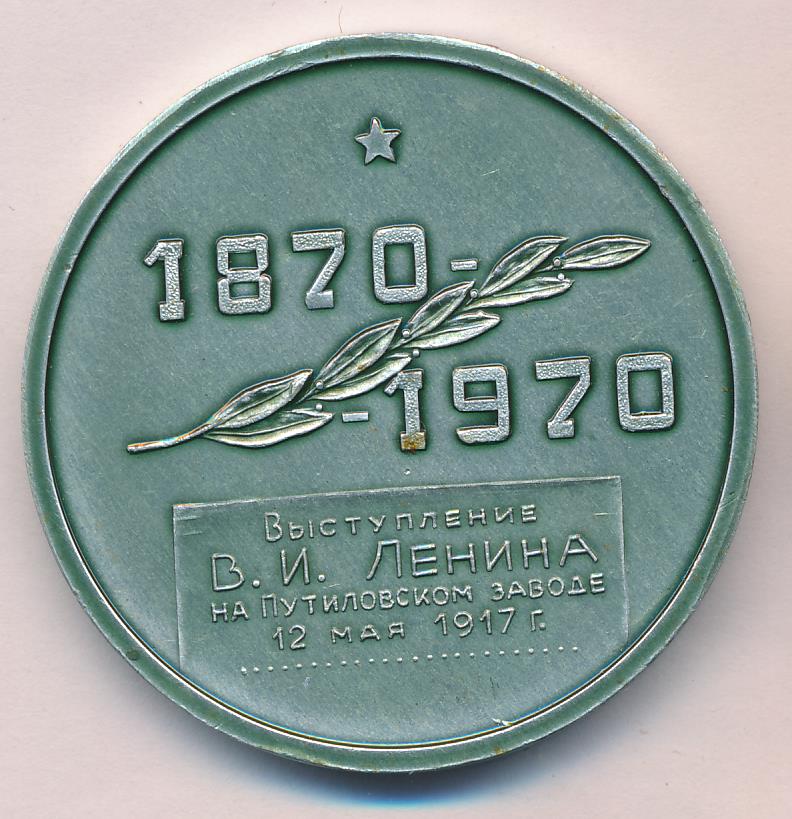 1870-
-1970
Выступление
В. И. Ленина
на Путиловском заводе
12 мая 1917 г.